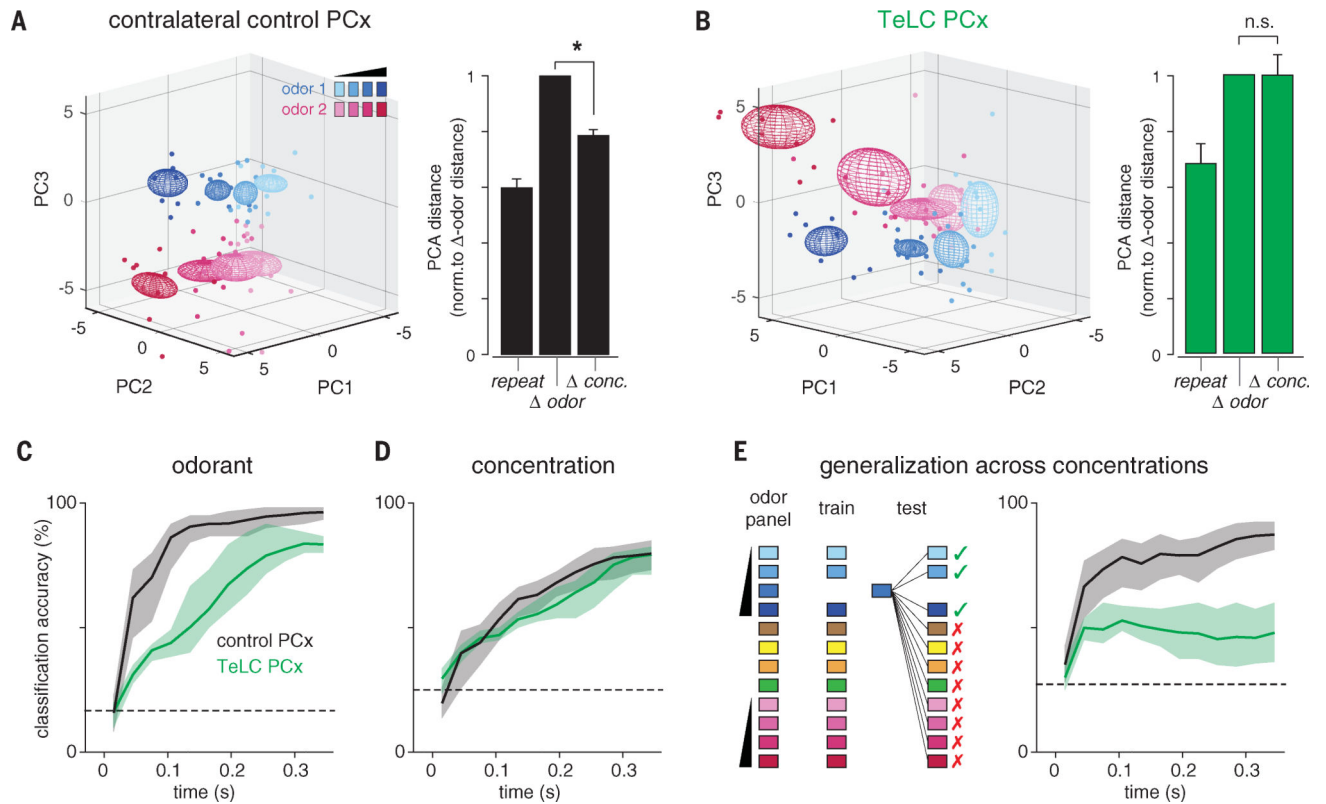 A
contralateral control PCx
odor 1
odor 2
5
0
-5
PC3
-5
0
5
PC2
5
0
-5
PC1
*
1
0
PCA distance
(norm.to Δ-odor distance)
repeat
Δ odor
Δ conc.
B
TeLC PCx
5
0
-5
PC3
5
0
-5
PC1
5
0
-5
PC2
n.s.
1
0
PCA distance
(norm.to Δ-odor distance)
repeat
Δ odor
Δ conc.
C
odorant
100
0
classification accuracy (%)
control PCx
TeLC PCx
0 0.1 0.2 0.3
time (s)
D
concentration
100
0
0 0.1 0.2 0.3
time (s)
E
generalization across concentrations
odor
panel
train
test
✓
✓
✓
✗
✗
✗
✗
✗
✗
✗
✗
100
0
0 0.1 0.2 0.3
time (s)